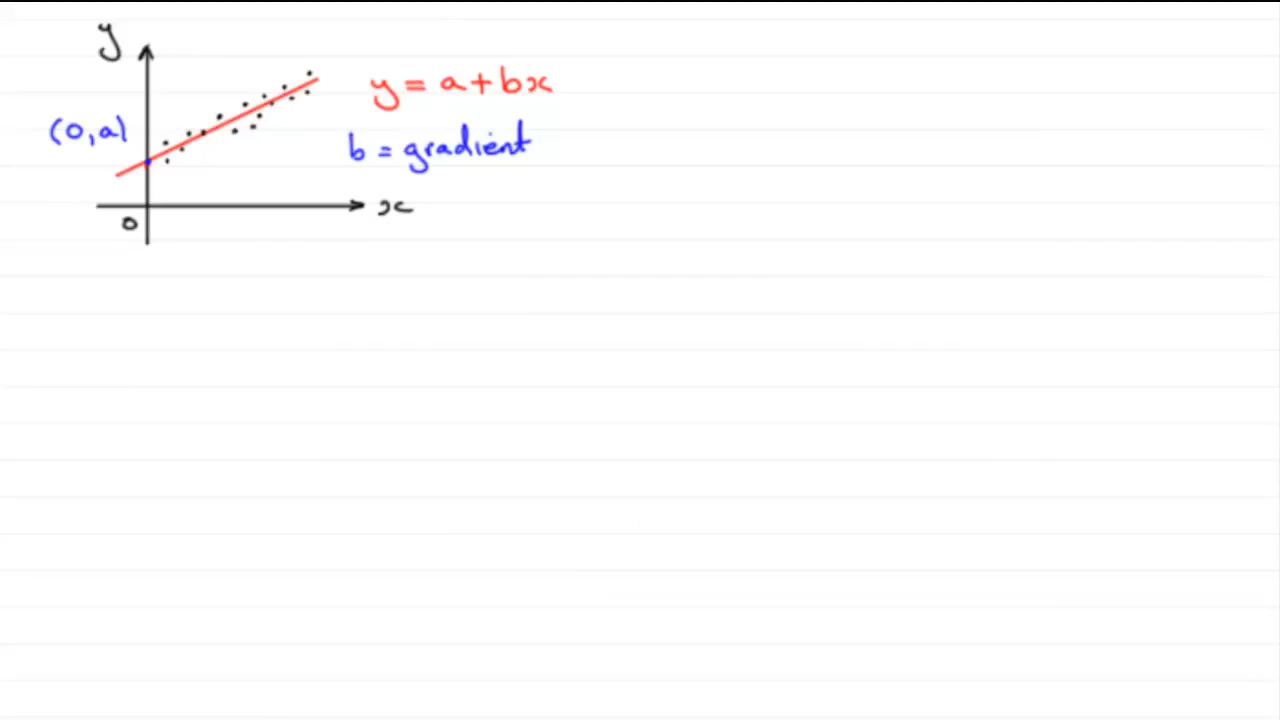 y
y = a + bx
(0, a)
b = gradient
x
0